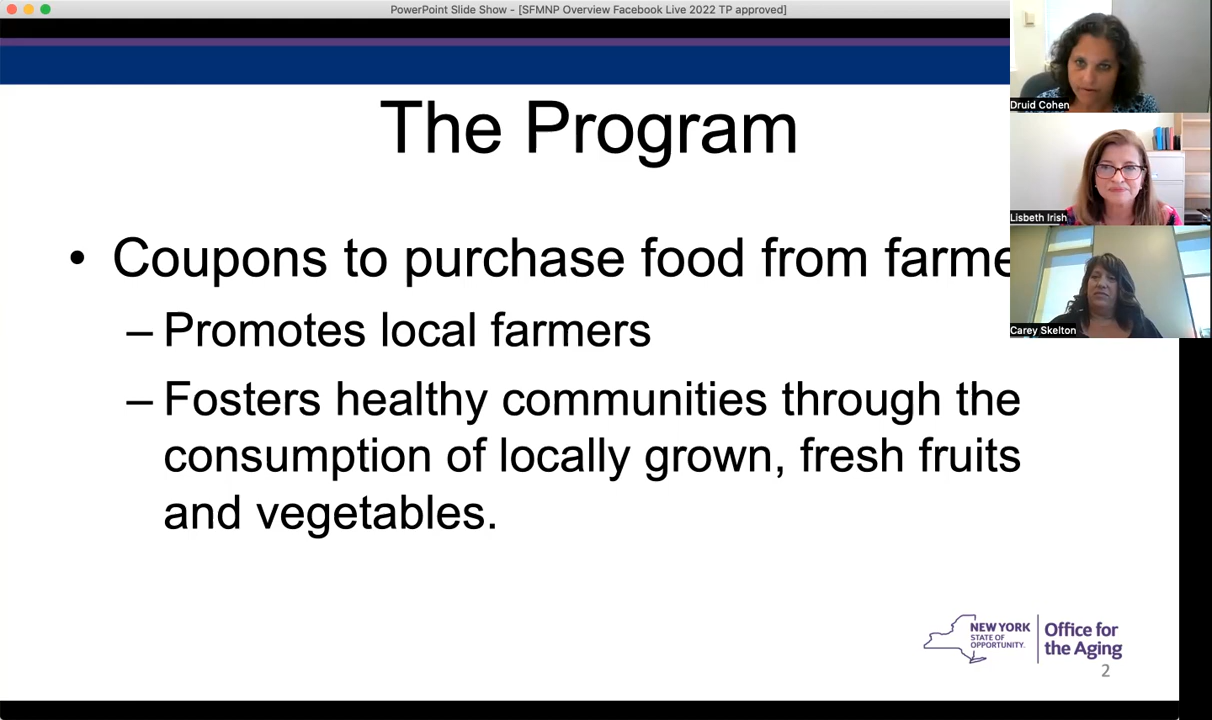 PowerPoint Slide Show - [SFMNP Overview Facebook Live 2022 TP approved]
The Program
• Coupons to purchase food from farme
– Promotes local farmers
– Fosters healthy communities through the
consumption of locally grown, fresh fruits
and vegetables.
Druid Cohen
Lisbeth Irish
Carey Skelton
NEW YORK
STATE OF
OPPORTUNITY.
Office for
the Aging
2